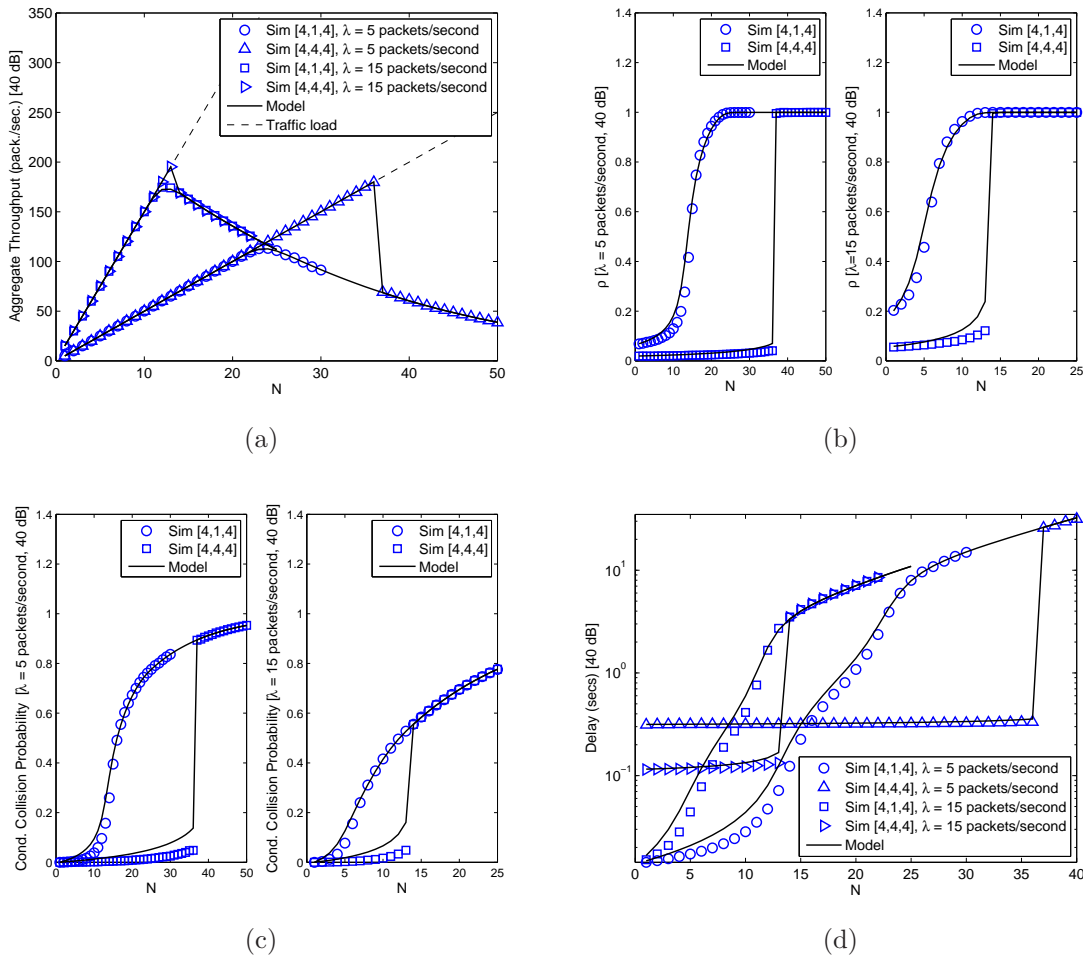 350
300
250
200
150
100
50
0
0 10 20 30 40 50
N
Aggregate Throughput (pack./sec.) [40 dB]
Sim [4,1,4], λ = 5 packets/second
Sim [4,4,4], λ = 5 packets/second
Sim [4,1,4], λ = 15 packets/second
Sim [4,4,4], λ = 15 packets/second
Model
Traffic load
(a)
1.4
1.2
1
0.8
0.6
0.4
0.2
0
0 10 20 30 40 50
N
ρ [λ = 5 packets/second, 40 dB]
Sim [4,1,4]
Sim [4,4,4]
Model
1.4
1.2
1
0.8
0.6
0.4
0.2
0
0 5 10 15 20 25
N
ρ [λ=15 packets/second, 40 dB]
Sim [4,1,4]
Sim [4,4,4]
Model
(b)
1.4
1.2
1
0.8
0.6
0.4
0.2
0
0 10 20 30 40 50
N
Cond. Collision Probability [λ = 5 packets/second, 40 dB]
Sim [4,1,4]
Sim [4,4,4]
Model
1.4
1.2
1
0.8
0.6
0.4
0.2
0
0 5 10 15 20 25
N
Cond. Collision Probability [λ = 15 packets/second, 40 dB]
Sim [4,1,4]
Sim [4,4,4]
Model
(c)
10¹
10⁰
10⁻¹
0 5 10 15 20 25 30 35 40
N
Delay (secs) [40 dB]
Sim [4,1,4], λ = 5 packets/second
Sim [4,4,4], λ = 5 packets/second
Sim [4,1,4], λ = 15 packets/second
Sim [4,4,4], λ = 15 packets/second
Model
(d)